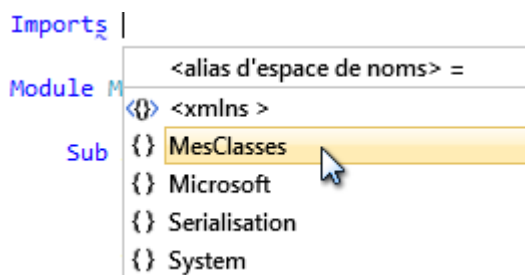 Imports
<alias d'espace de noms> =
Module M
<xmlns >
Sub
{} MesClasses
{} Microsoft
{} Serialisation
{} System